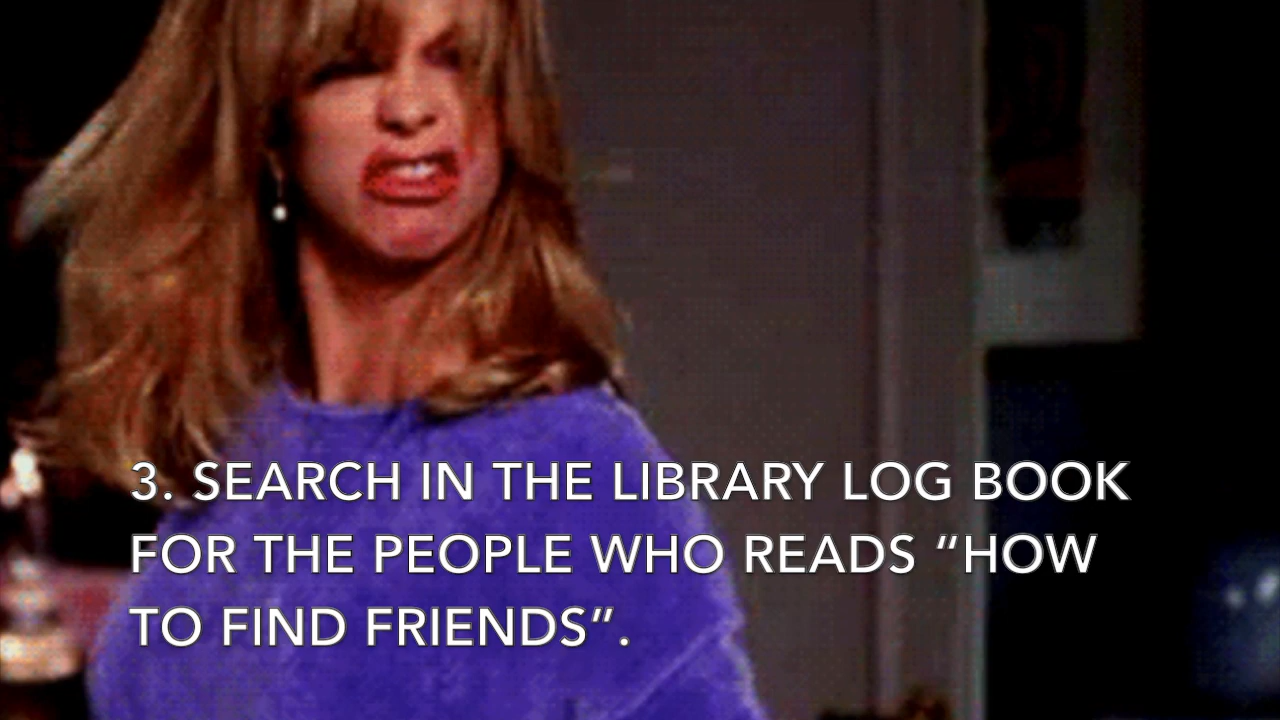 3. SEARCH IN THE LIBRARY LOG BOOK
FOR THE PEOPLE WHO READS “HOW
TO FIND FRIENDS”.